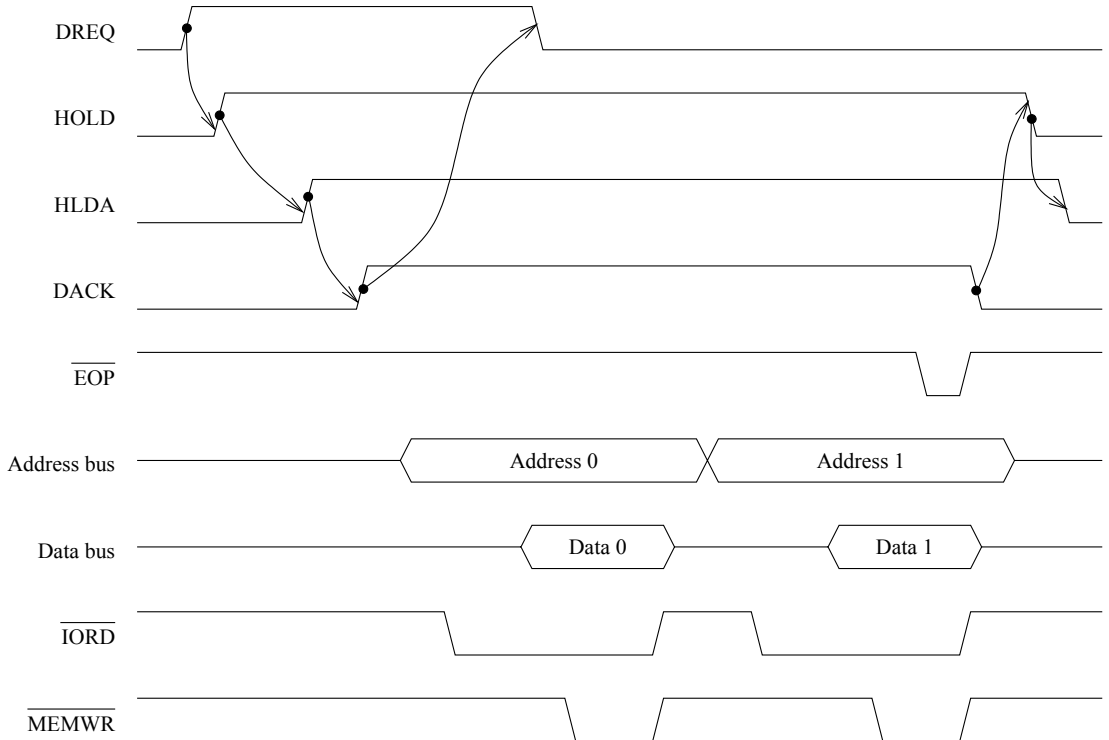 DREQ
HOLD
HLDA
DACK
EOP
Address bus Address 0 Address 1
Data bus Data 0 Data 1
IORD
MEMWR